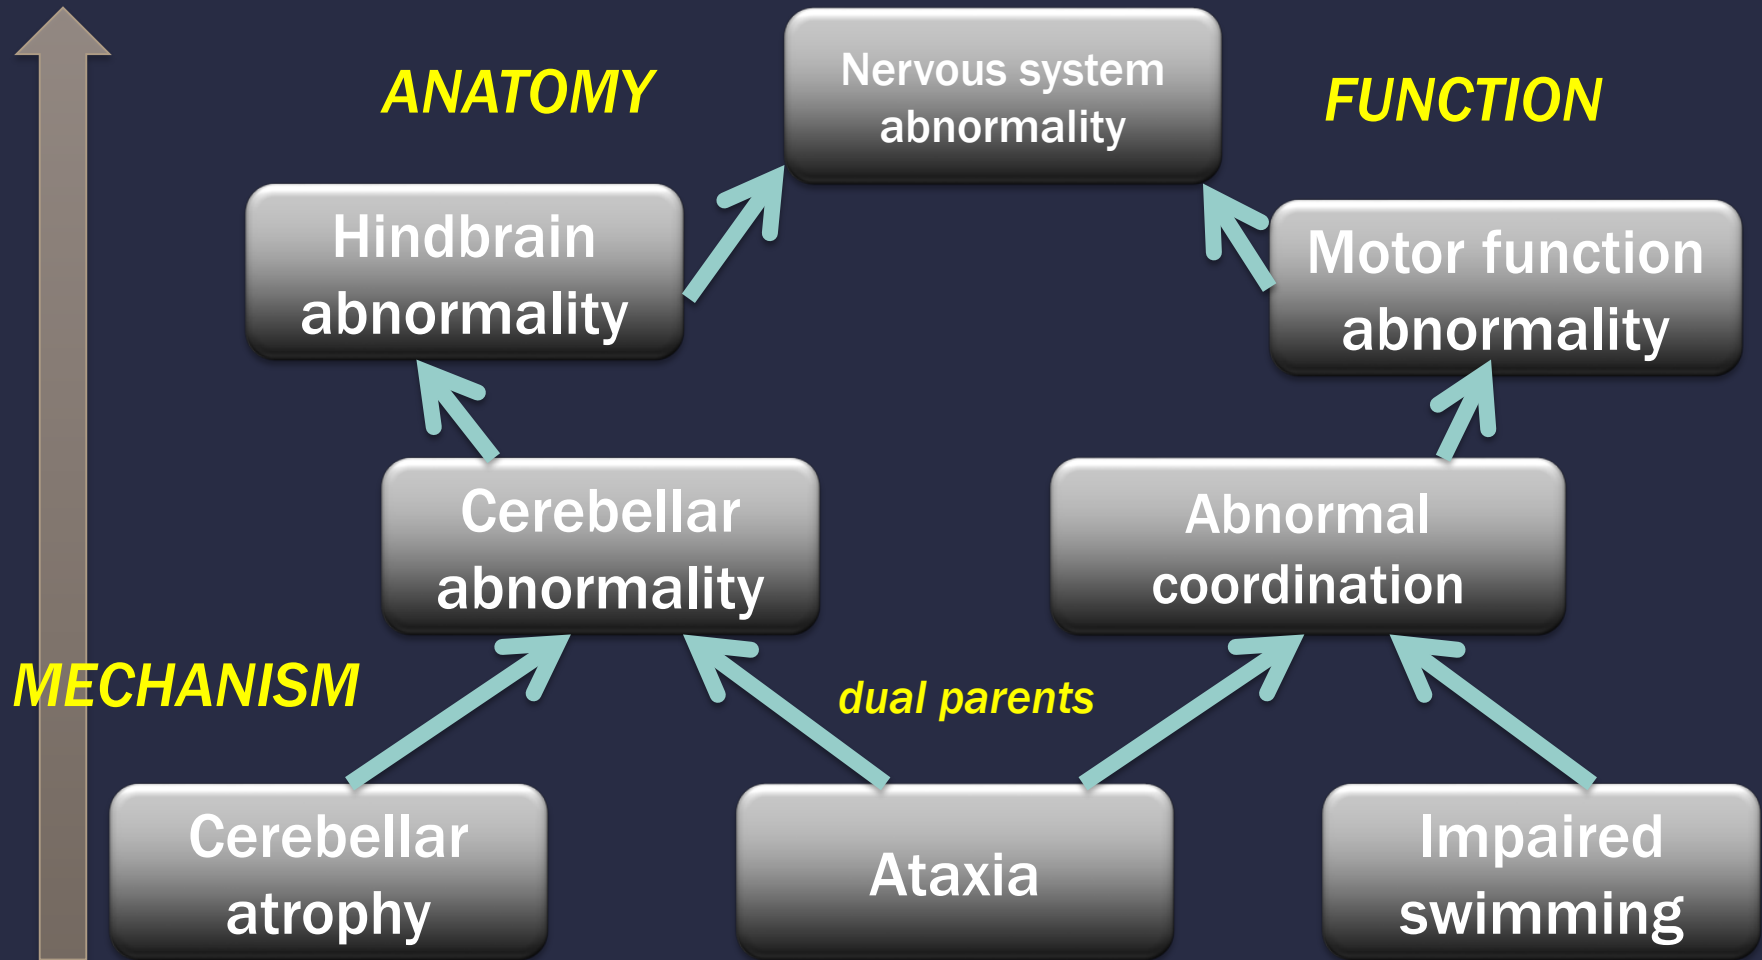 Nervous system
abnormality
ANATOMY
FUNCTION
Hindbrain
abnormality
Motor function
abnormality
Cerebellar
abnormality
Abnormal
coordination
MECHANISM
dual parents
Cerebellar
atrophy
Ataxia
Impaired
swimming